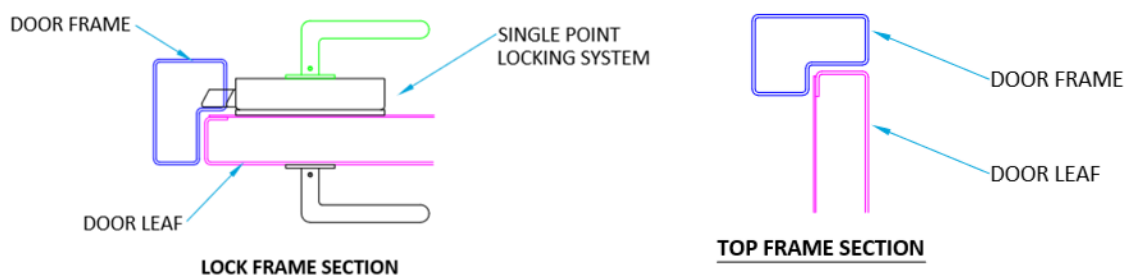 DOOR FRAME
SINGLE POINT
LOCKING SYSTEM
DOOR LEAF
LOCK FRAME SECTION
DOOR FRAME
DOOR LEAF
TOP FRAME SECTION